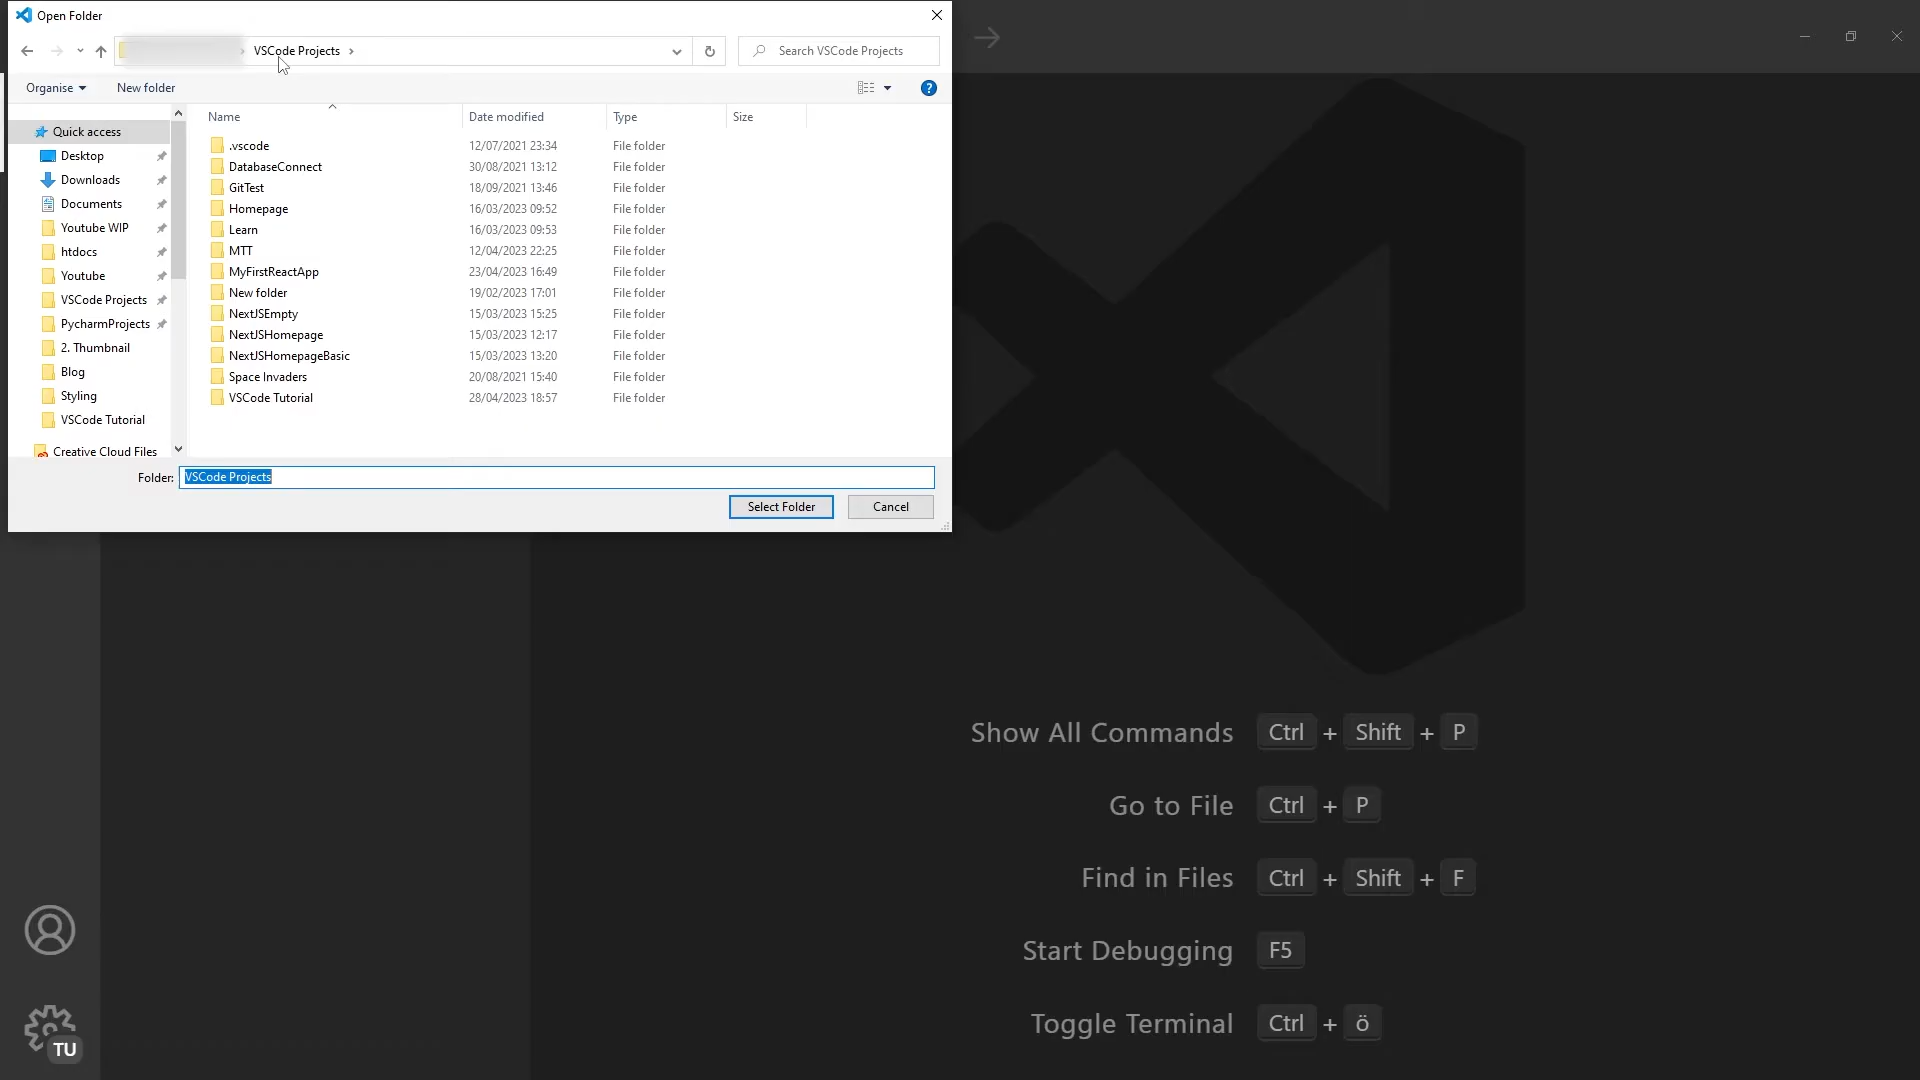 Open Folder
VSCode Projects
Search VSCode Projects
Organise
New folder
Name
Date modified
Type
Size
Quick access
Desktop
Downloads
Documents
Youtube WIP
htdocs
Youtube
VSCode Projects
PycharmProjects
2. Thumbnail
Blog
Styling
VSCode Tutorial
Creative Cloud Files
.vscode 12/07/2021 23:34 File folder
DatabaseConnect 30/08/2021 13:12 File folder
GitTest 18/09/2021 13:46 File folder
Homepage 16/03/2023 09:52 File folder
Learn 16/03/2023 09:53 File folder
MTT 12/04/2023 22:25 File folder
MyFirstReactApp 23/04/2023 16:49 File folder
New folder 19/02/2023 17:01 File folder
NextJSEmpty 15/03/2023 15:25 File folder
NextJSHomepage 15/03/2023 12:17 File folder
NextJSHomepageBasic 15/03/2023 13:20 File folder
Space Invaders 20/08/2021 15:40 File folder
VSCode Tutorial 28/04/2023 18:57 File folder
Folder: VSCode Projects
Select Folder
Cancel
Show All Commands Ctrl + Shift + P
Go to File Ctrl + P
Find in Files Ctrl + Shift + F
Start Debugging F5
Toggle Terminal Ctrl + ö
TU